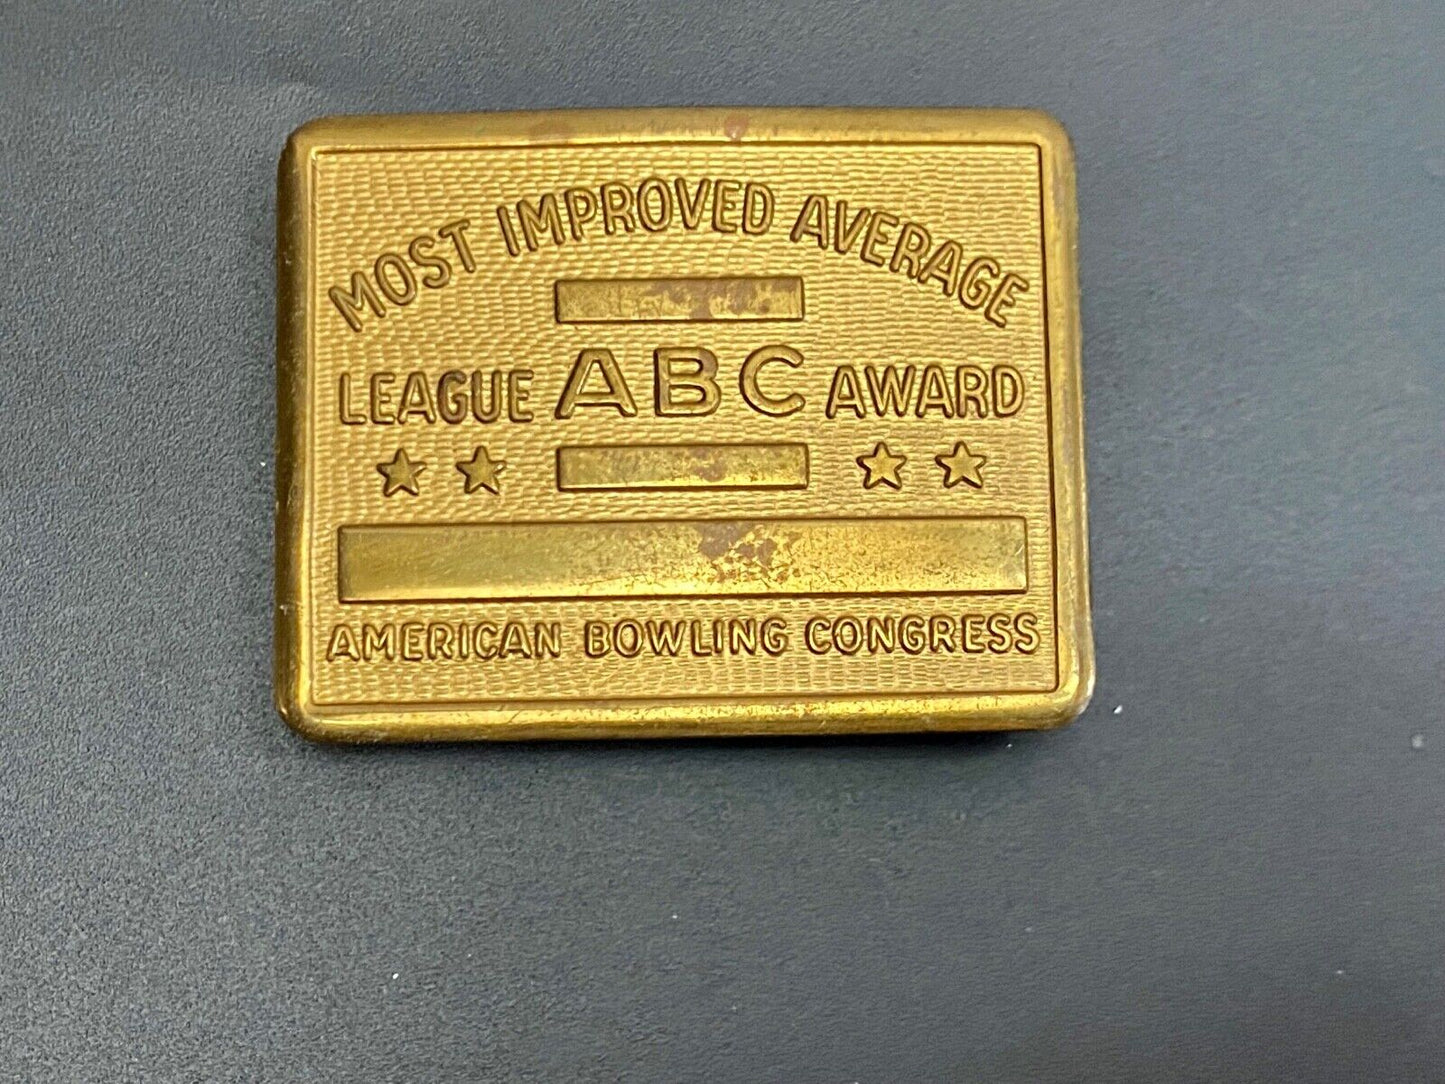 MOST IMPROVED AVERAGE
LEAGUE ABC AWARD
AMERICAN BOWLING CONGRESS